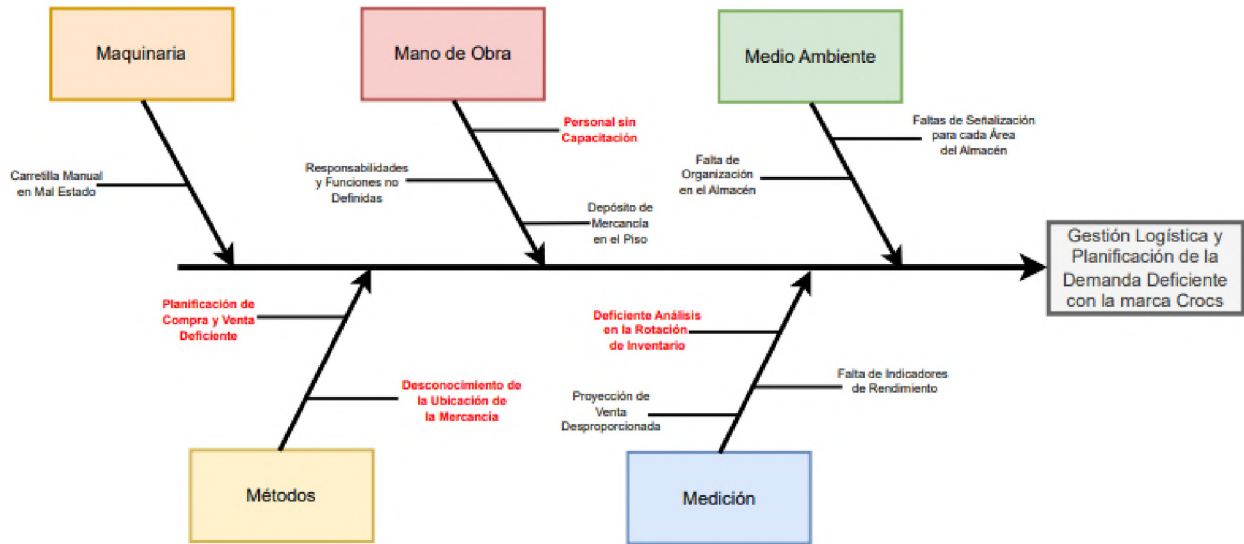 Maquinaria
Mano de Obra
Medio Ambiente
Personal sin
Capacitación
Faltas de Señalización
para cada Área
del Almacén
Carretilla Manual
en Mal Estado
Responsabilidades
y Funciones no
Definidas
Falta de
Organización
en el Almacén
Depósito de
Mercancía
en el Piso
Gestión Logística y
Planificación de la
Demanda Deficiente
con la marca Crocs
Planificación de
Compra y Venta
Deficiente
Deficiente Análisis
en la Rotación
de Inventario
Desconocimiento de
la Ubicación de
la Mercancia
Falta de Indicadores
de Rendimiento
Proyección de
Venta
Desproporcionada
Métodos
Medición